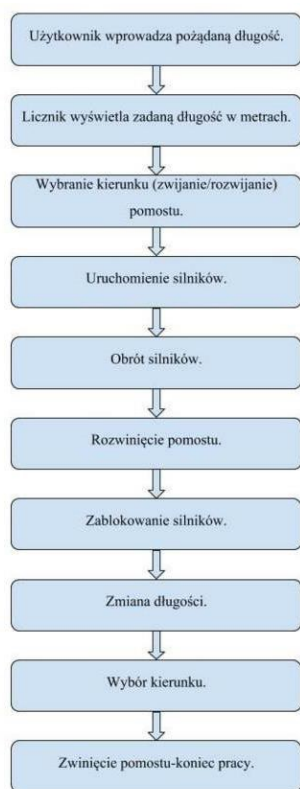 Użytkownik wprowadza pożądaną długość.
Licznik wyświetla zadaną długość w metrach.
Wybranie kierunku (zwijanie/rozwijanie)
pomostu.
Uruchomienie silników.
Obrót silników.
Rozwinięcie pomostu.
Zablokowanie silników.
Zmiana długości.
Wybór kierunku.
Zwinięcie pomostu-koniec pracy.